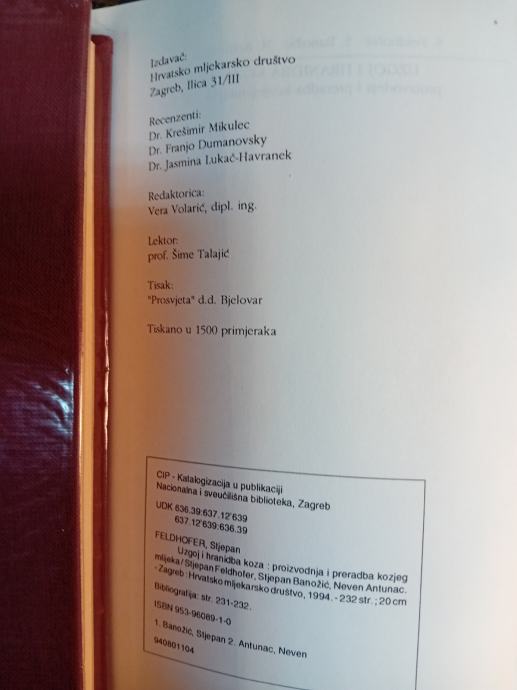 Izdavač:
Hrvatsko mljekarsko društvo
Zagreb, Ilica 31/III
Recenzenti:
Dr. Krešimir Mikulec
Dr. Franjo Dumanovsky
Dr. Jasmina Lukač-Havranek
Redaktorica:
Vera Volarić, dipl. ing.
Lektor:
prof. Šime Talajić
Tisak:
"Prosvjeta" d.d. Bjelovar
Tiskano u 1500 primjeraka
CIP - Katalogizacija u publikaciji
Nacionalna i sveučilišna biblioteka, Zagreb
UDK 636.39:637.12'639
637.12'639:636.39
FELDHOFER, Stjepan
Uzgoj i hranidba koza : proizvodnja i preradba kozjeg
mlijeka / Stjepan Feldhofer, Stjepan Banožić, Neven Antunac.
- Zagreb : Hrvatsko mljekarsko društvo, 1994. - 232 str. ; 20 cm
Bibliografija: str. 231-232.
ISBN 953-96089-1-0
1. Banožić, Stjepan 2. Antunac, Neven
940801104